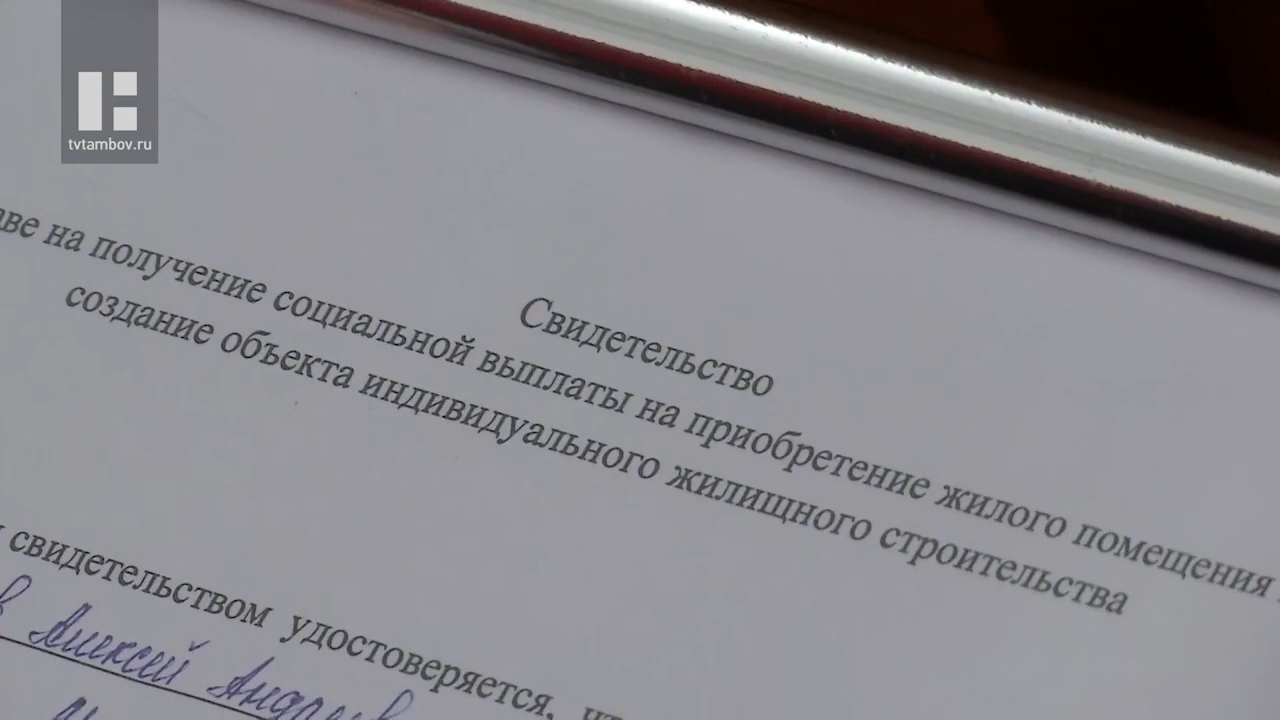 tvtambov.ru
Свидетельство
на получение социальной выплаты на приобретение жилого помещения
создание объекта индивидуального жилищного строительства
свидетельством удостоверяется,
Алексей